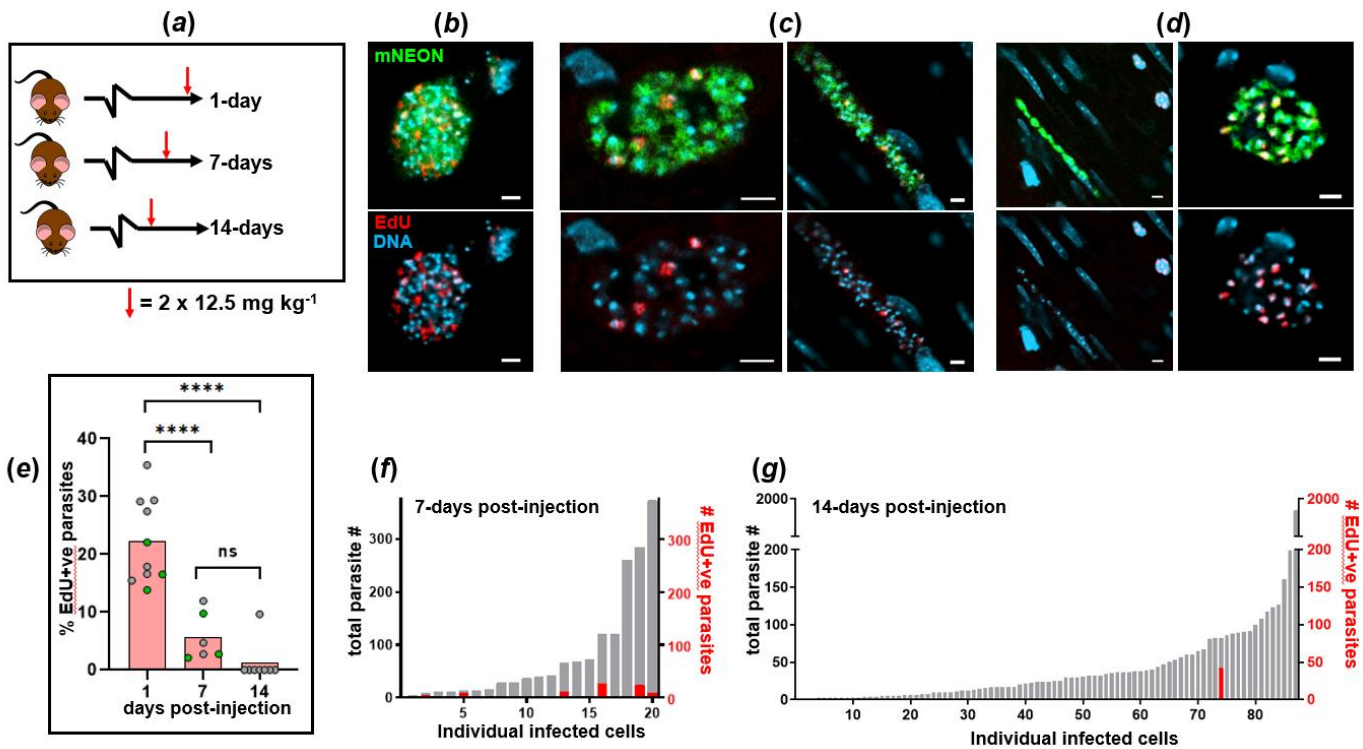 (a)
1-day
7-days
14-days
= 2 x 12.5 mg kg-1
(b)
mNEON
EdU
DNA
(c)
(d)
(e)
****
****
ns
% EdU+ve parasites
40
30
20
10
0
1 7 14
days post-injection
(f)
7-days post-injection
total parasite #
300
200
100
0
# EdU+ve parasites
300
200
100
0
5 10 15 20
Individual infected cells
(g)
14-days post-injection
total parasite #
2000
200
150
100
50
0
# EdU+ve parasites
2000
200
150
100
50
0
10 20 30 40 50 60 70 80
Individual infected cells